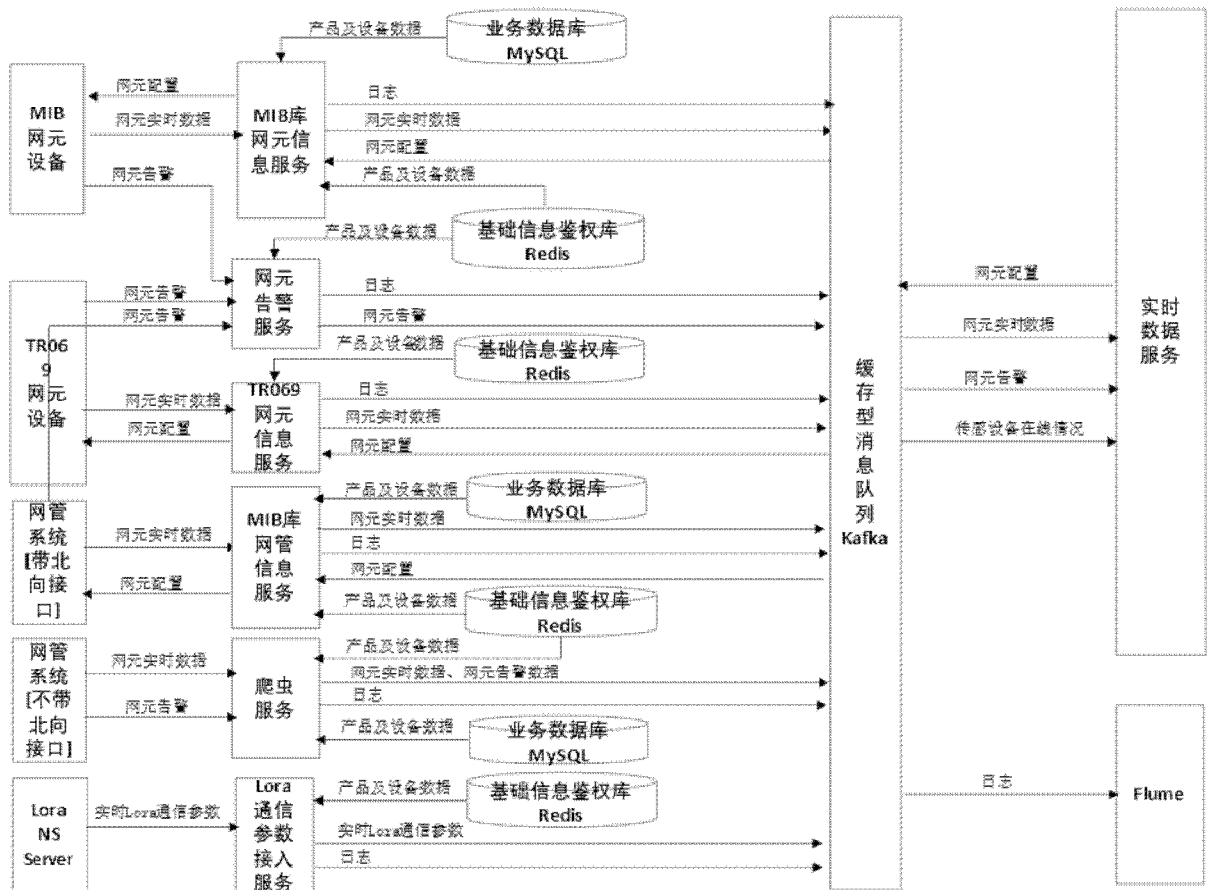 产品及设备数据
业务数据库
MySQL
MIB
网元
设备
网元配置
网元实时数据
网元告警
MIB库
网元信
息服务
日志
网元实时数据
网元配置
产品及设备数据
产品及设备数据
基础信息鉴权库
Redis
TR06
9
网元
设备
网元告警
网元告警
网元
告警
服务
日志
网元告警
产品及设备数据
基础信息鉴权库
Redis
网元实时数据
网元配置
TR069
网元
信息
服务
日志
网元实时数据
网元配置
网管
系统
[带北
向接
口]
网元实时数据
网元配置
MIB库
网管
信息
服务
产品及设备数据
业务数据库
MySQL
网元实时数据
日志
网元配置
产品及设备数据
基础信息鉴权库
Redis
网管
系统
[不带
北向
接口]
网元实时数据
网元告警
爬虫
服务
产品及设备数据
网元实时数据、网元告警数据
日志
产品及设备数据
业务数据库
MySQL
Lora
NS
Server
实时Lora通信参数
Lora
通信
参数
接入
服务
产品及设备数据
基础信息鉴权库
Redis
实时Lora通信参数
日志
缓
存
型
消
息
队
列
Kafka
网元配置
网元实时数据
网元告警
传感设备在线情况
实时
数据
服务
日志
Flume